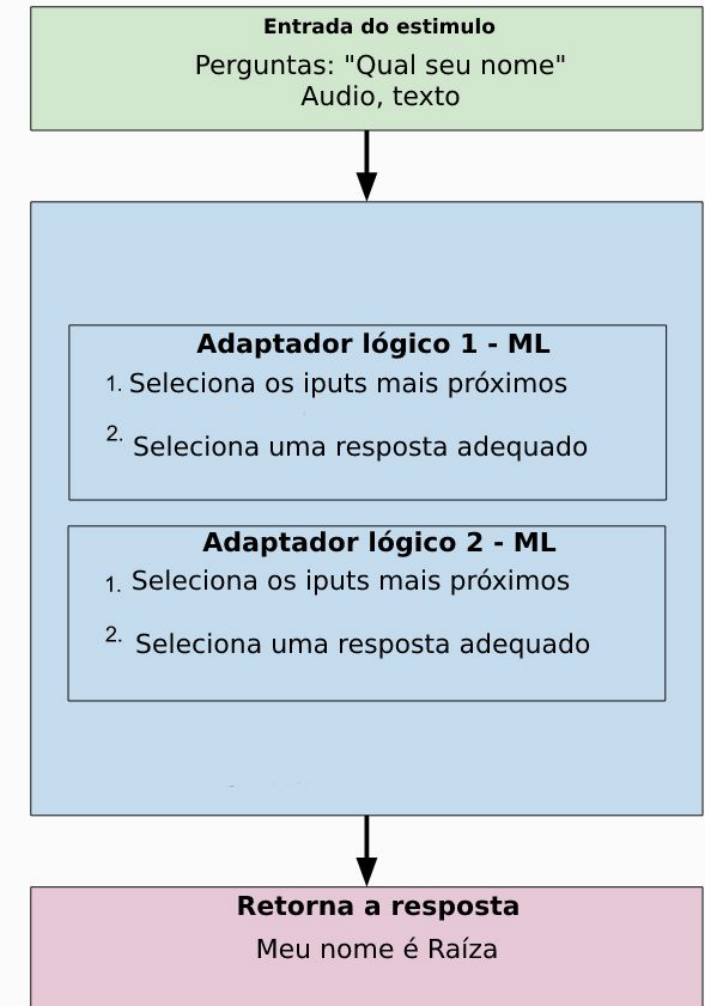 Entrada do estimulo
Perguntas: "Qual seu nome"
Audio, texto
Adaptador lógico 1 - ML
1. Seleciona os iputs mais próximos
2. Seleciona uma resposta adequado
Adaptador lógico 2 - ML
1. Seleciona os iputs mais próximos
2. Seleciona uma resposta adequado
Retorna a resposta
Meu nome é Raíza